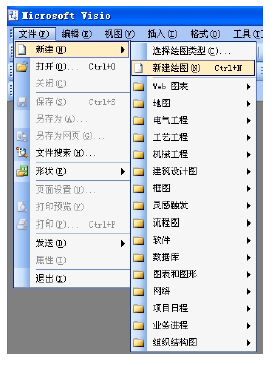 Microsoft Visio
文件(F) 编辑(E) 视图(V) 插入(I) 格式(O) 工具(T)
新建(N)
打开(O)... Ctrl+O
关闭(C)
保存(S) Ctrl+S
另存为(A)...
另存为网页(G)...
文件搜索(H)...
形状(E)
页面设置(U)...
打印预览(V)
打印(P)... Ctrl+P
发送(D)
属性(I)
退出(X)
选择绘图类型(C)...
新建绘图(N) Ctrl+N
Web 图表
地图
电气工程
工艺工程
机械工程
建筑设计图
框图
灵感触发
流程图
软件
数据库
图表和图形
网络
项目日程
业务进程
组织结构图